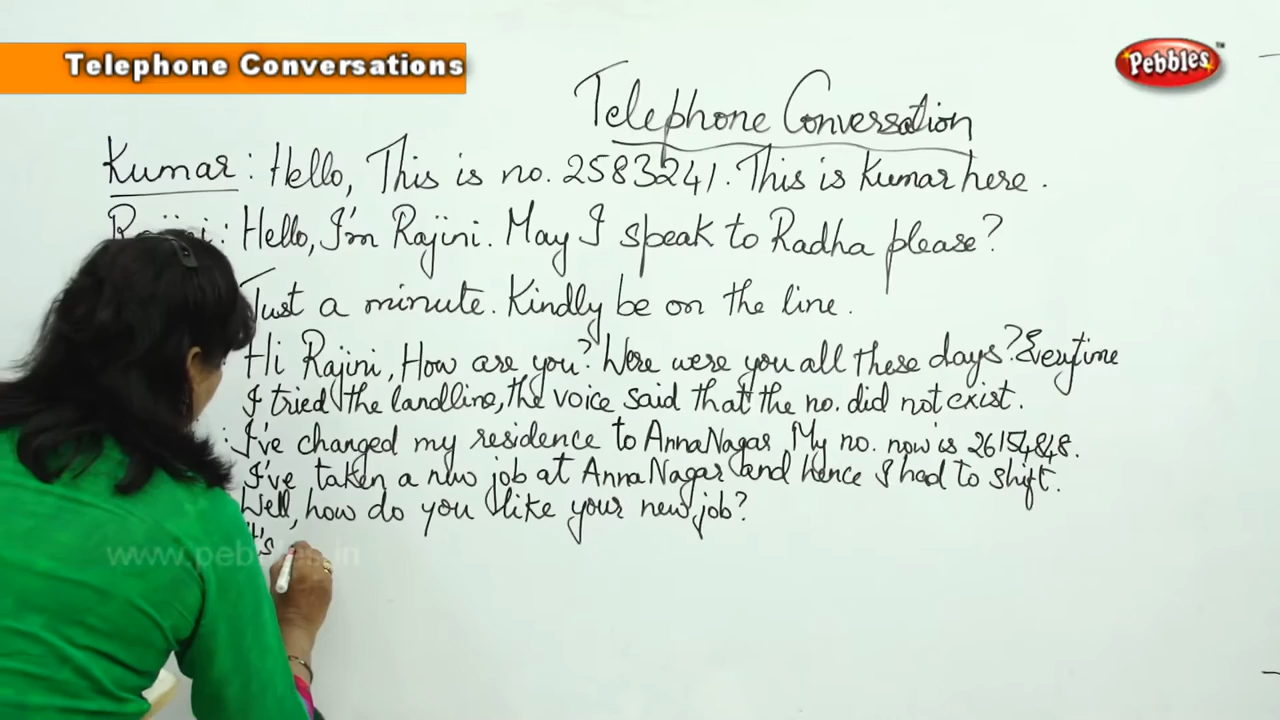 Telephone Conversations
Pebbles™
Telephone Conversation
Kumar : Hello, This is no. 2583241. This is Kumar here.
Rajini : Hello, I'm Rajini. May I speak to Radha please?
Just a minute. Kindly be on the line.
Hi Rajini, How are you? Were were you all these days? Everytime
I tried the landline, the voice said that the no. did not exist.
: I've changed my residence to AnnaNagar. My no. now is 26154848.
I've taken a new job at AnnaNagar and hence I had to shift.
Well, how do you like your new job?
It's
www.pebbles.in